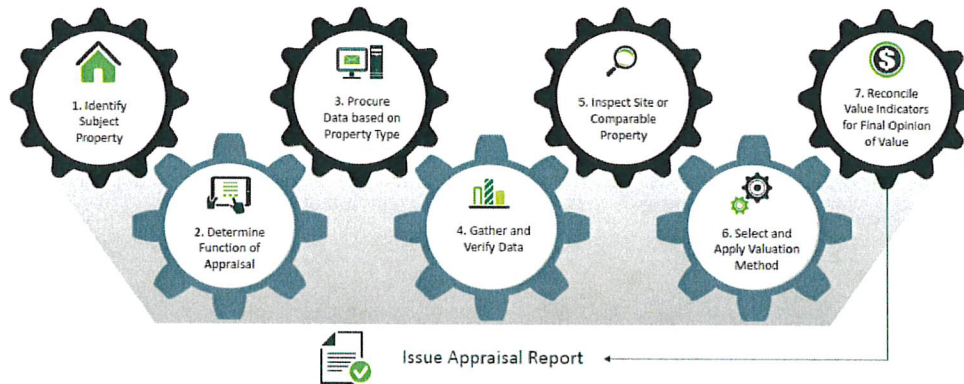 1. Identify
Subject
Property
2. Determine
Function of
Appraisal
3. Procure
Data based on
Property Type
4. Gather and
Verify Data
5. Inspect Site or
Comparable
Property
6. Select and
Apply Valuation
Method
$
7. Reconcile
Value Indicators
for Final Opinion
of Value
Issue Appraisal Report